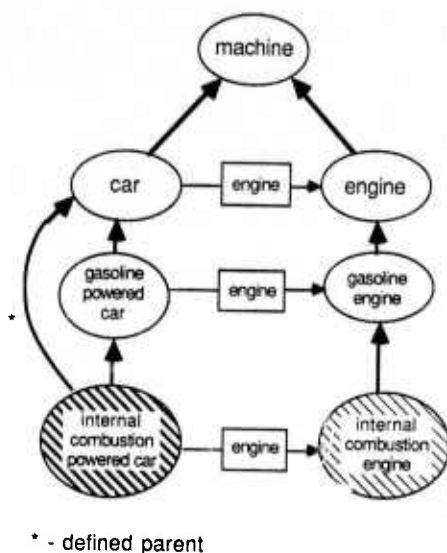 machine
car
engine
engine
gasoline
powered
car
engine
gasoline
engine
*
internal
combustion
powered car
engine
internal
combustion
engine
* - defined parent